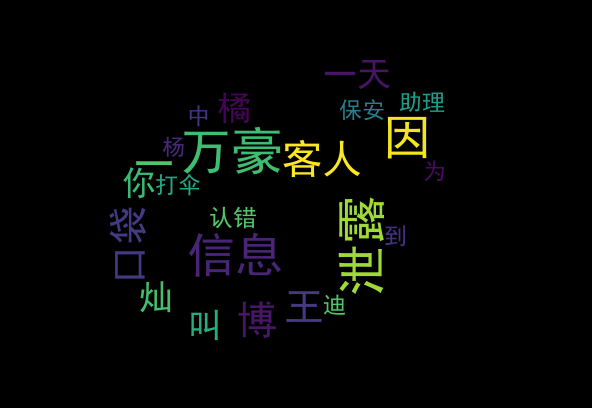 一天
橘
中
保安
助理
一万豪
客人
因
杨
为
你
打伞
口袋
认错
泄露
到
信息
灿
叫
博
王
迪